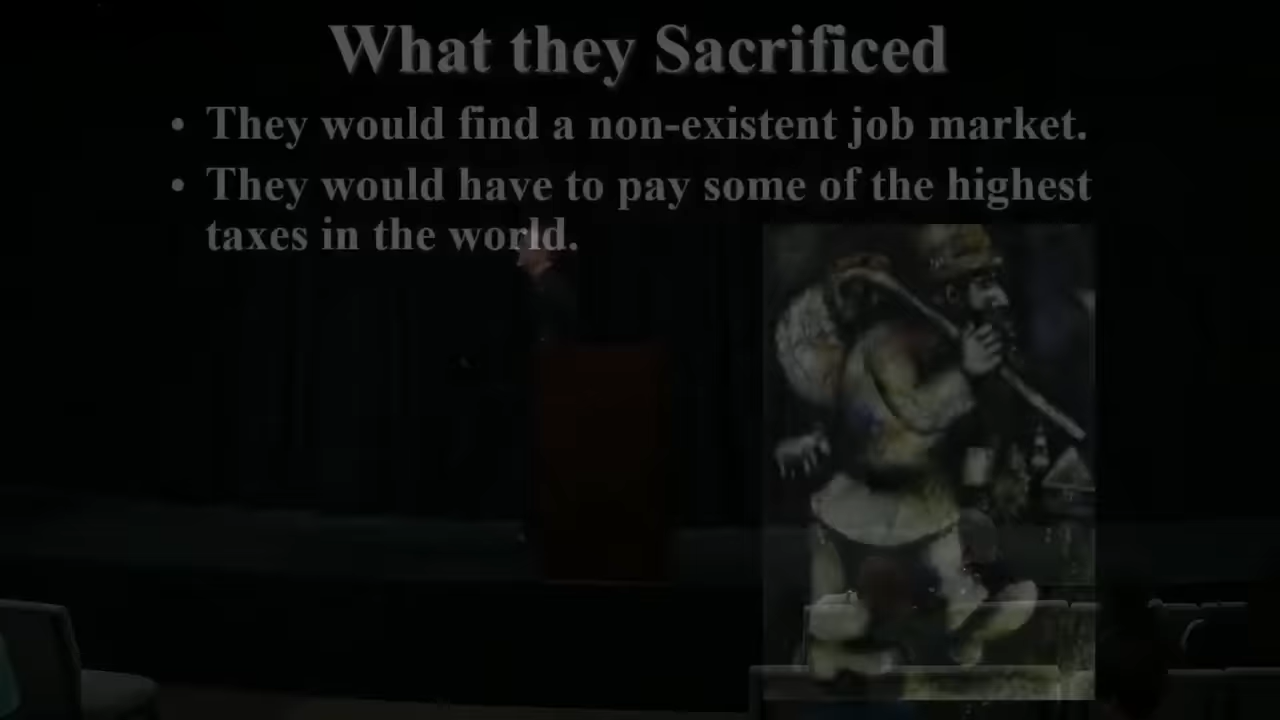 What they Sacrificed
• They would find a non-existent job market.
• They would have to pay some of the highest
taxes in the world.